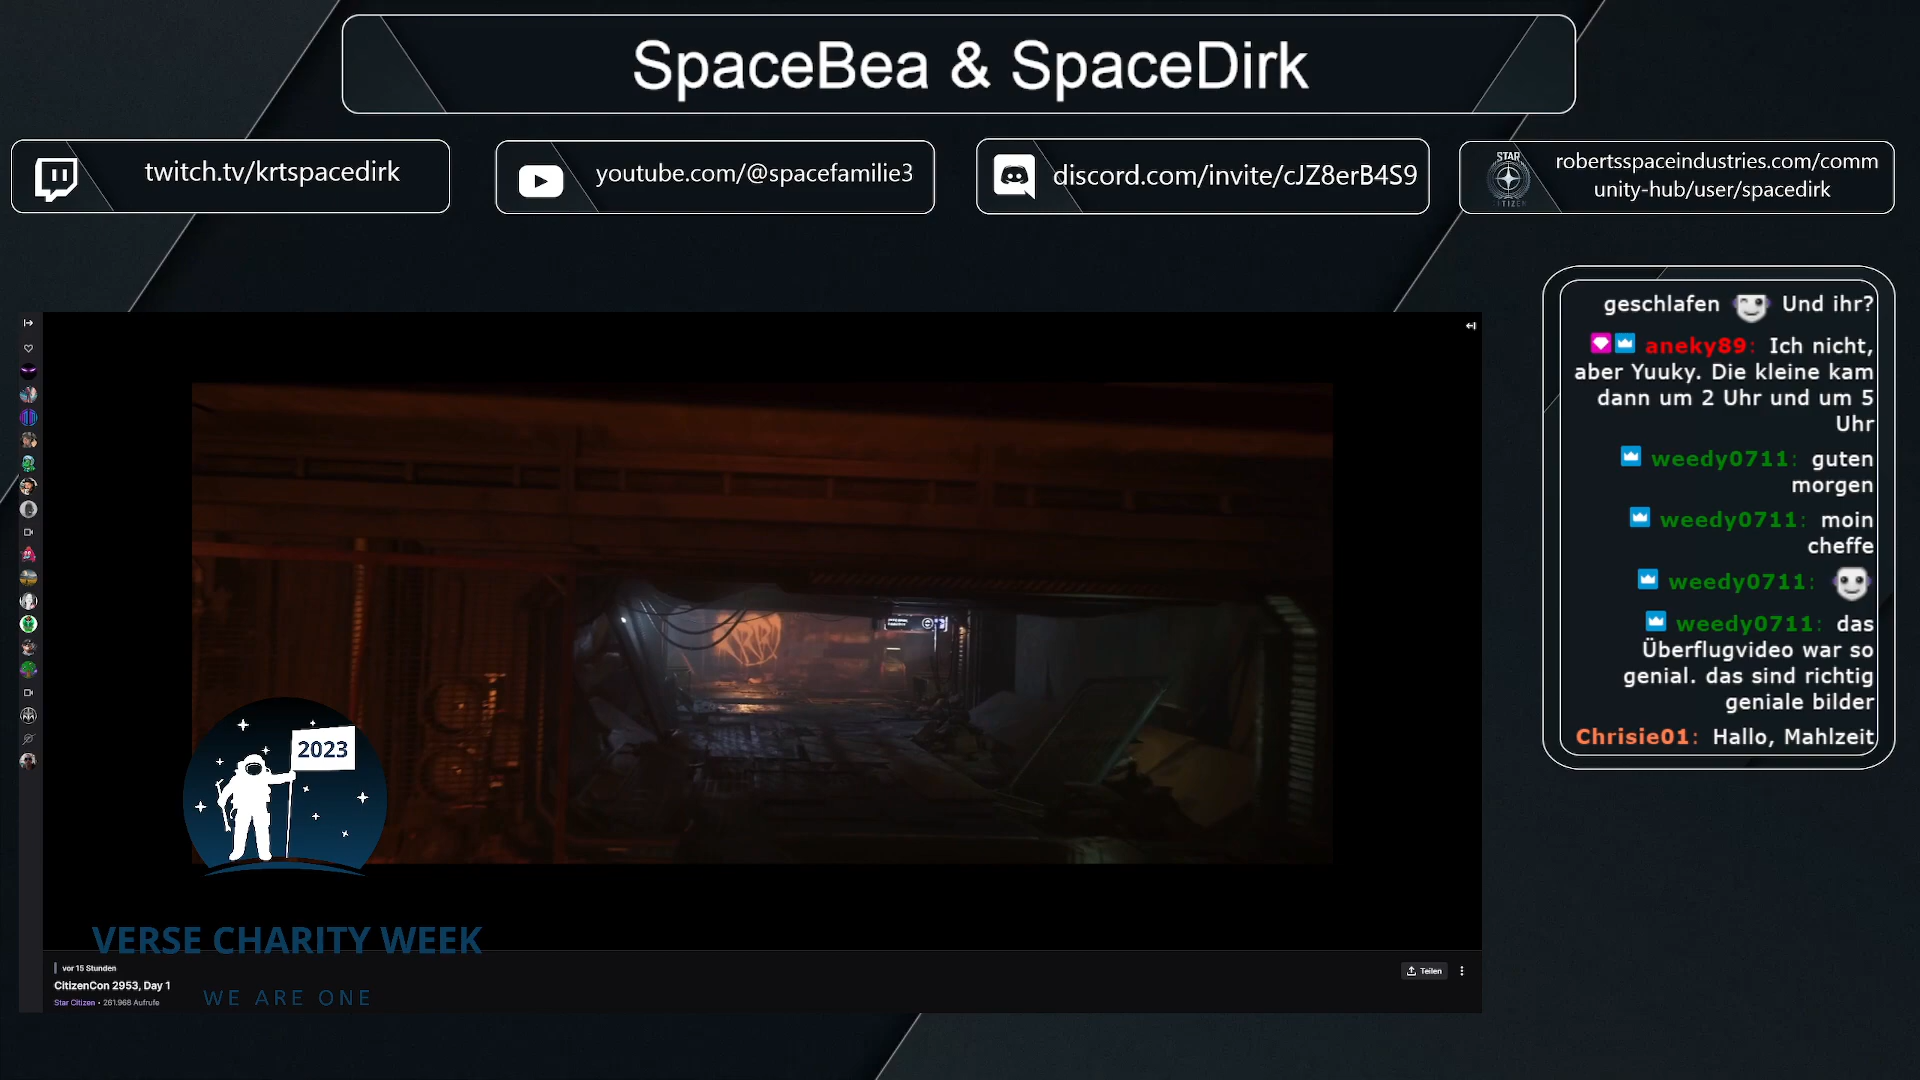 SpaceBea & SpaceDirk
twitch.tv/krtspacedirk
youtube.com/@spacefamilie3
discord.com/invite/cJZ8erB4S9
STAR
CITIZEN
robertsspaceindustries.com/comm
unity-hub/user/spacedirk
geschlafen Und ihr?
aneky89: Ich nicht,
aber Yuuky. Die kleine kam
dann um 2 Uhr und um 5
Uhr
weedy0711: guten
morgen
weedy0711: moin
cheffe
weedy0711:
weedy0711: das
Überflugvideo war so
genial. das sind richtig
geniale bilder
Chrisie01: Hallo, Mahlzeit
2023
VERSE CHARITY WEEK
WE ARE ONE
vor 15 Stunden
CitizenCon 2953, Day 1
Star Citizen • 261.968 Aufrufe
Teilen